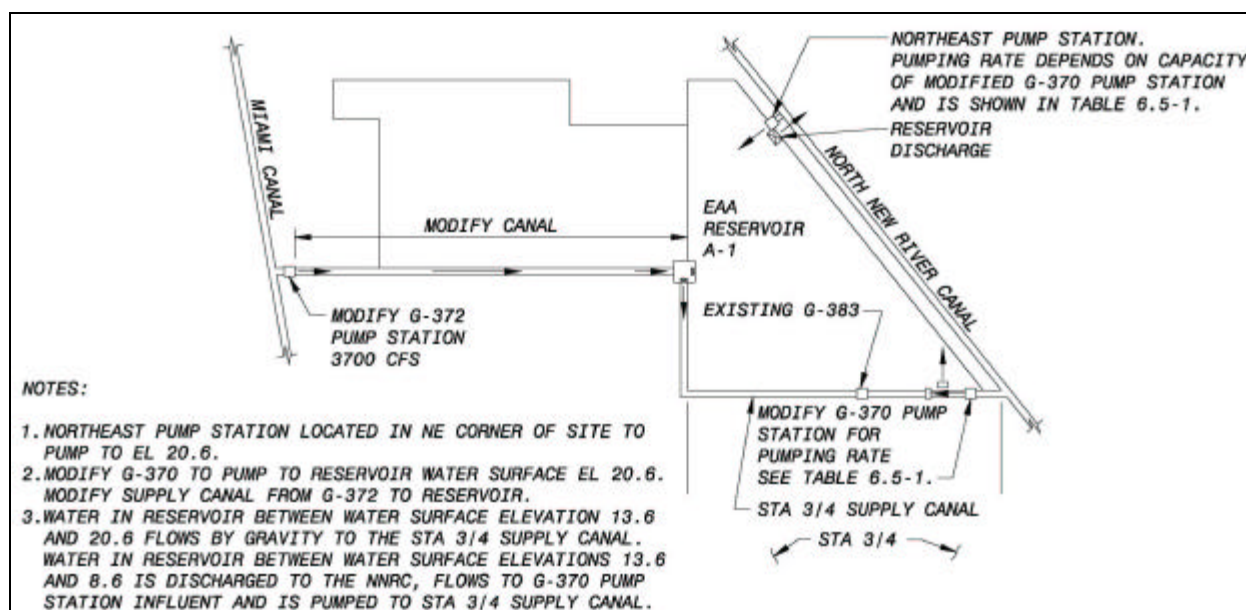 NORTHEAST PUMP STATION.
PUMPING RATE DEPENDS ON CAPACITY
OF MODIFIED G-370 PUMP STATION
AND IS SHOWN IN TABLE 6.5-1.
RESERVOIR
DISCHARGE
MIAMI CANAL
NORTH NEW RIVER CANAL
EAA
RESERVOIR
A-1
MODIFY CANAL
MODIFY G-372
PUMP STATION
3700 CFS
EXISTING G-383
MODIFY G-370 PUMP
STATION FOR
PUMPING RATE
SEE TABLE 6.5-1.
STA 3/4 SUPPLY CANAL
STA 3/4
NOTES:
1. NORTHEAST PUMP STATION LOCATED IN NE CORNER OF SITE TO
PUMP TO EL 20.6.
2. MODIFY G-370 TO PUMP TO RESERVOIR WATER SURFACE EL 20.6.
MODIFY SUPPLY CANAL FROM G-372 TO RESERVOIR.
3. WATER IN RESERVOIR BETWEEN WATER SURFACE ELEVATION 13.6
AND 20.6 FLOWS BY GRAVITY TO THE STA 3/4 SUPPLY CANAL.
WATER IN RESERVOIR BETWEEN WATER SURFACE ELEVATIONS 13.6
AND 8.6 IS DISCHARGED TO THE NNRC, FLOWS TO G-370 PUMP
STATION INFLUENT AND IS PUMPED TO STA 3/4 SUPPLY CANAL.